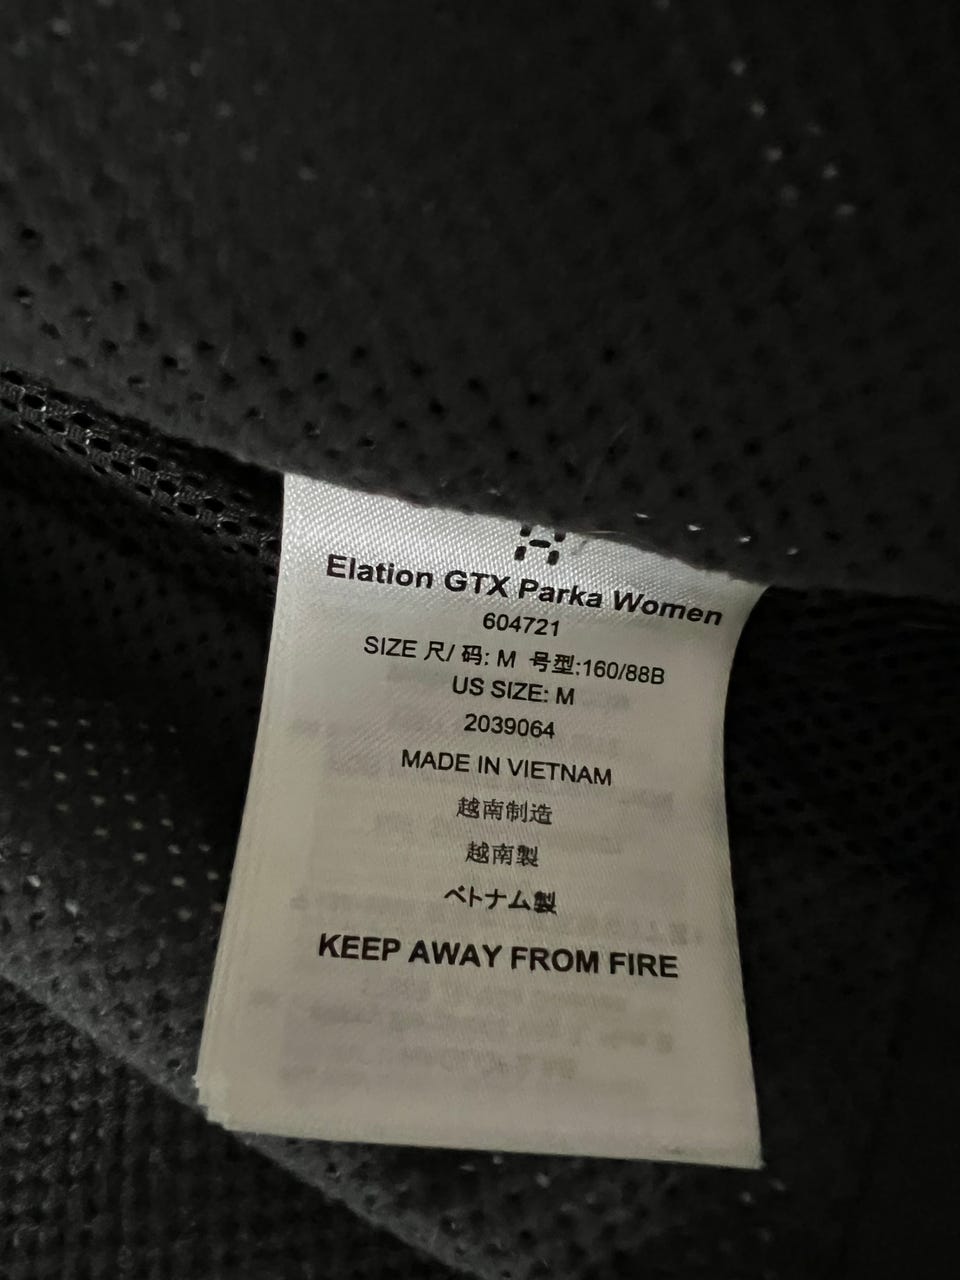 Elation GTX Parka Women
604721
SIZE 尺/ 码: M 号型:160/88B
US SIZE: M
2039064
MADE IN VIETNAM
越南制造
越南製
ベトナム製
KEEP AWAY FROM FIRE